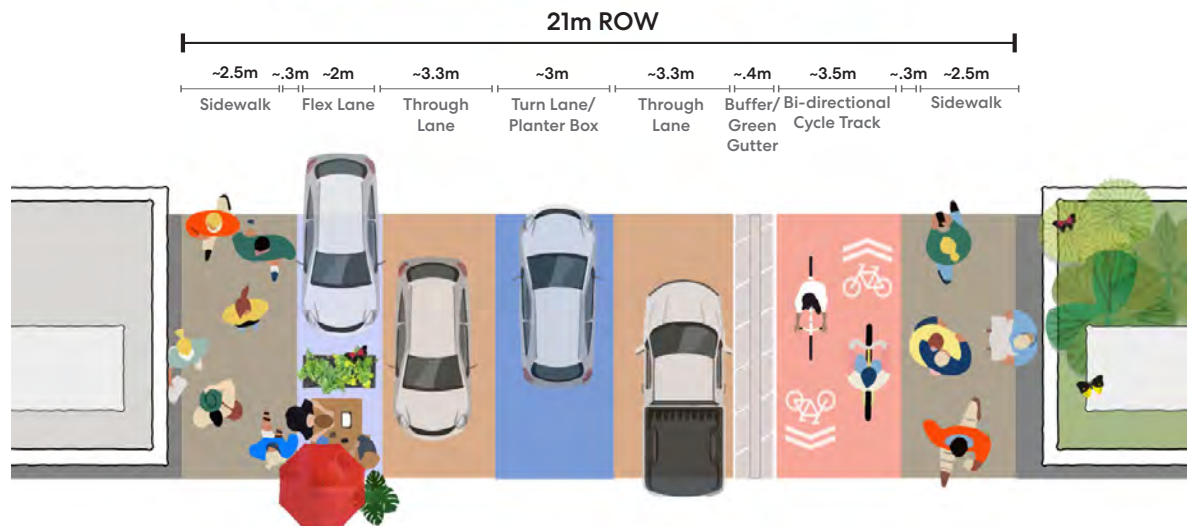 21m ROW
~2.5m ~.3m ~2m ~3.3m ~3m ~3.3m ~.4m ~3.5m ~.3m ~2.5m
Sidewalk
Flex Lane
Through
Lane
Turn Lane/
Planter Box
Through
Lane
Buffer/
Green
Gutter
Bi-directional
Cycle Track
Sidewalk